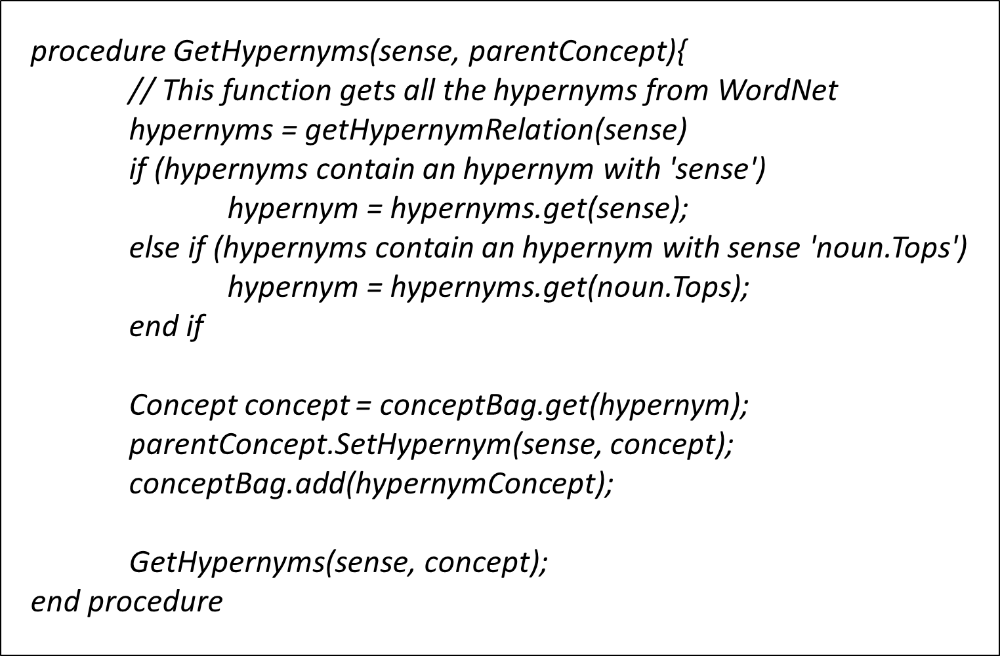 procedure GetHypernyms(sense, parentConcept){
// This function gets all the hypernyms from WordNet
hypernyms = getHypernymRelation(sense)
if (hypernyms contain an hypernym with 'sense')
hypernym = hypernyms.get(sense);
else if (hypernyms contain an hypernym with sense 'noun.Tops')
hypernym = hypernyms.get(noun.Tops);
end if
Concept concept = conceptBag.get(hypernym);
parentConcept.SetHypernym(sense, concept);
conceptBag.add(hypernymConcept);
GetHypernyms(sense, concept);
end procedure